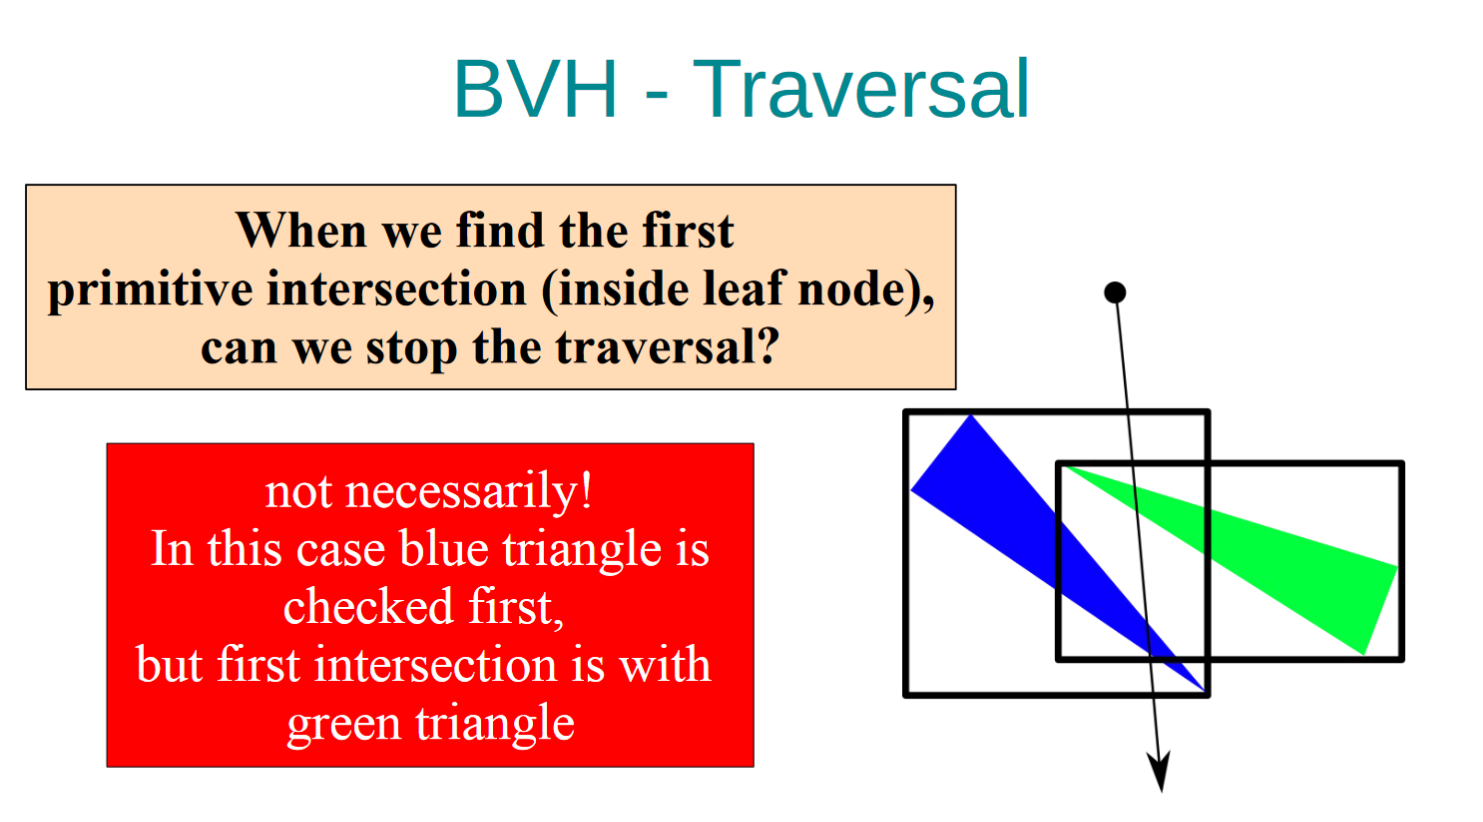 BVH - Traversal
When we find the first
primitive intersection (inside leaf node),
can we stop the traversal?
not necessarily!
In this case blue triangle is
checked first,
but first intersection is with
green triangle